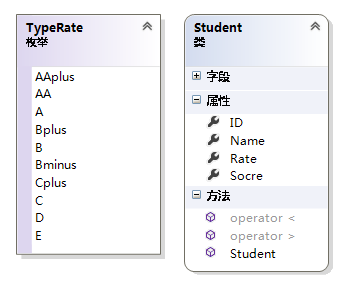 TypeRate
枚举
AAplus
AA
A
Bplus
B
Bminus
Cplus
C
D
E
Student
类
字段
属性
ID
Name
Rate
Socre
方法
operator <
operator >
Student